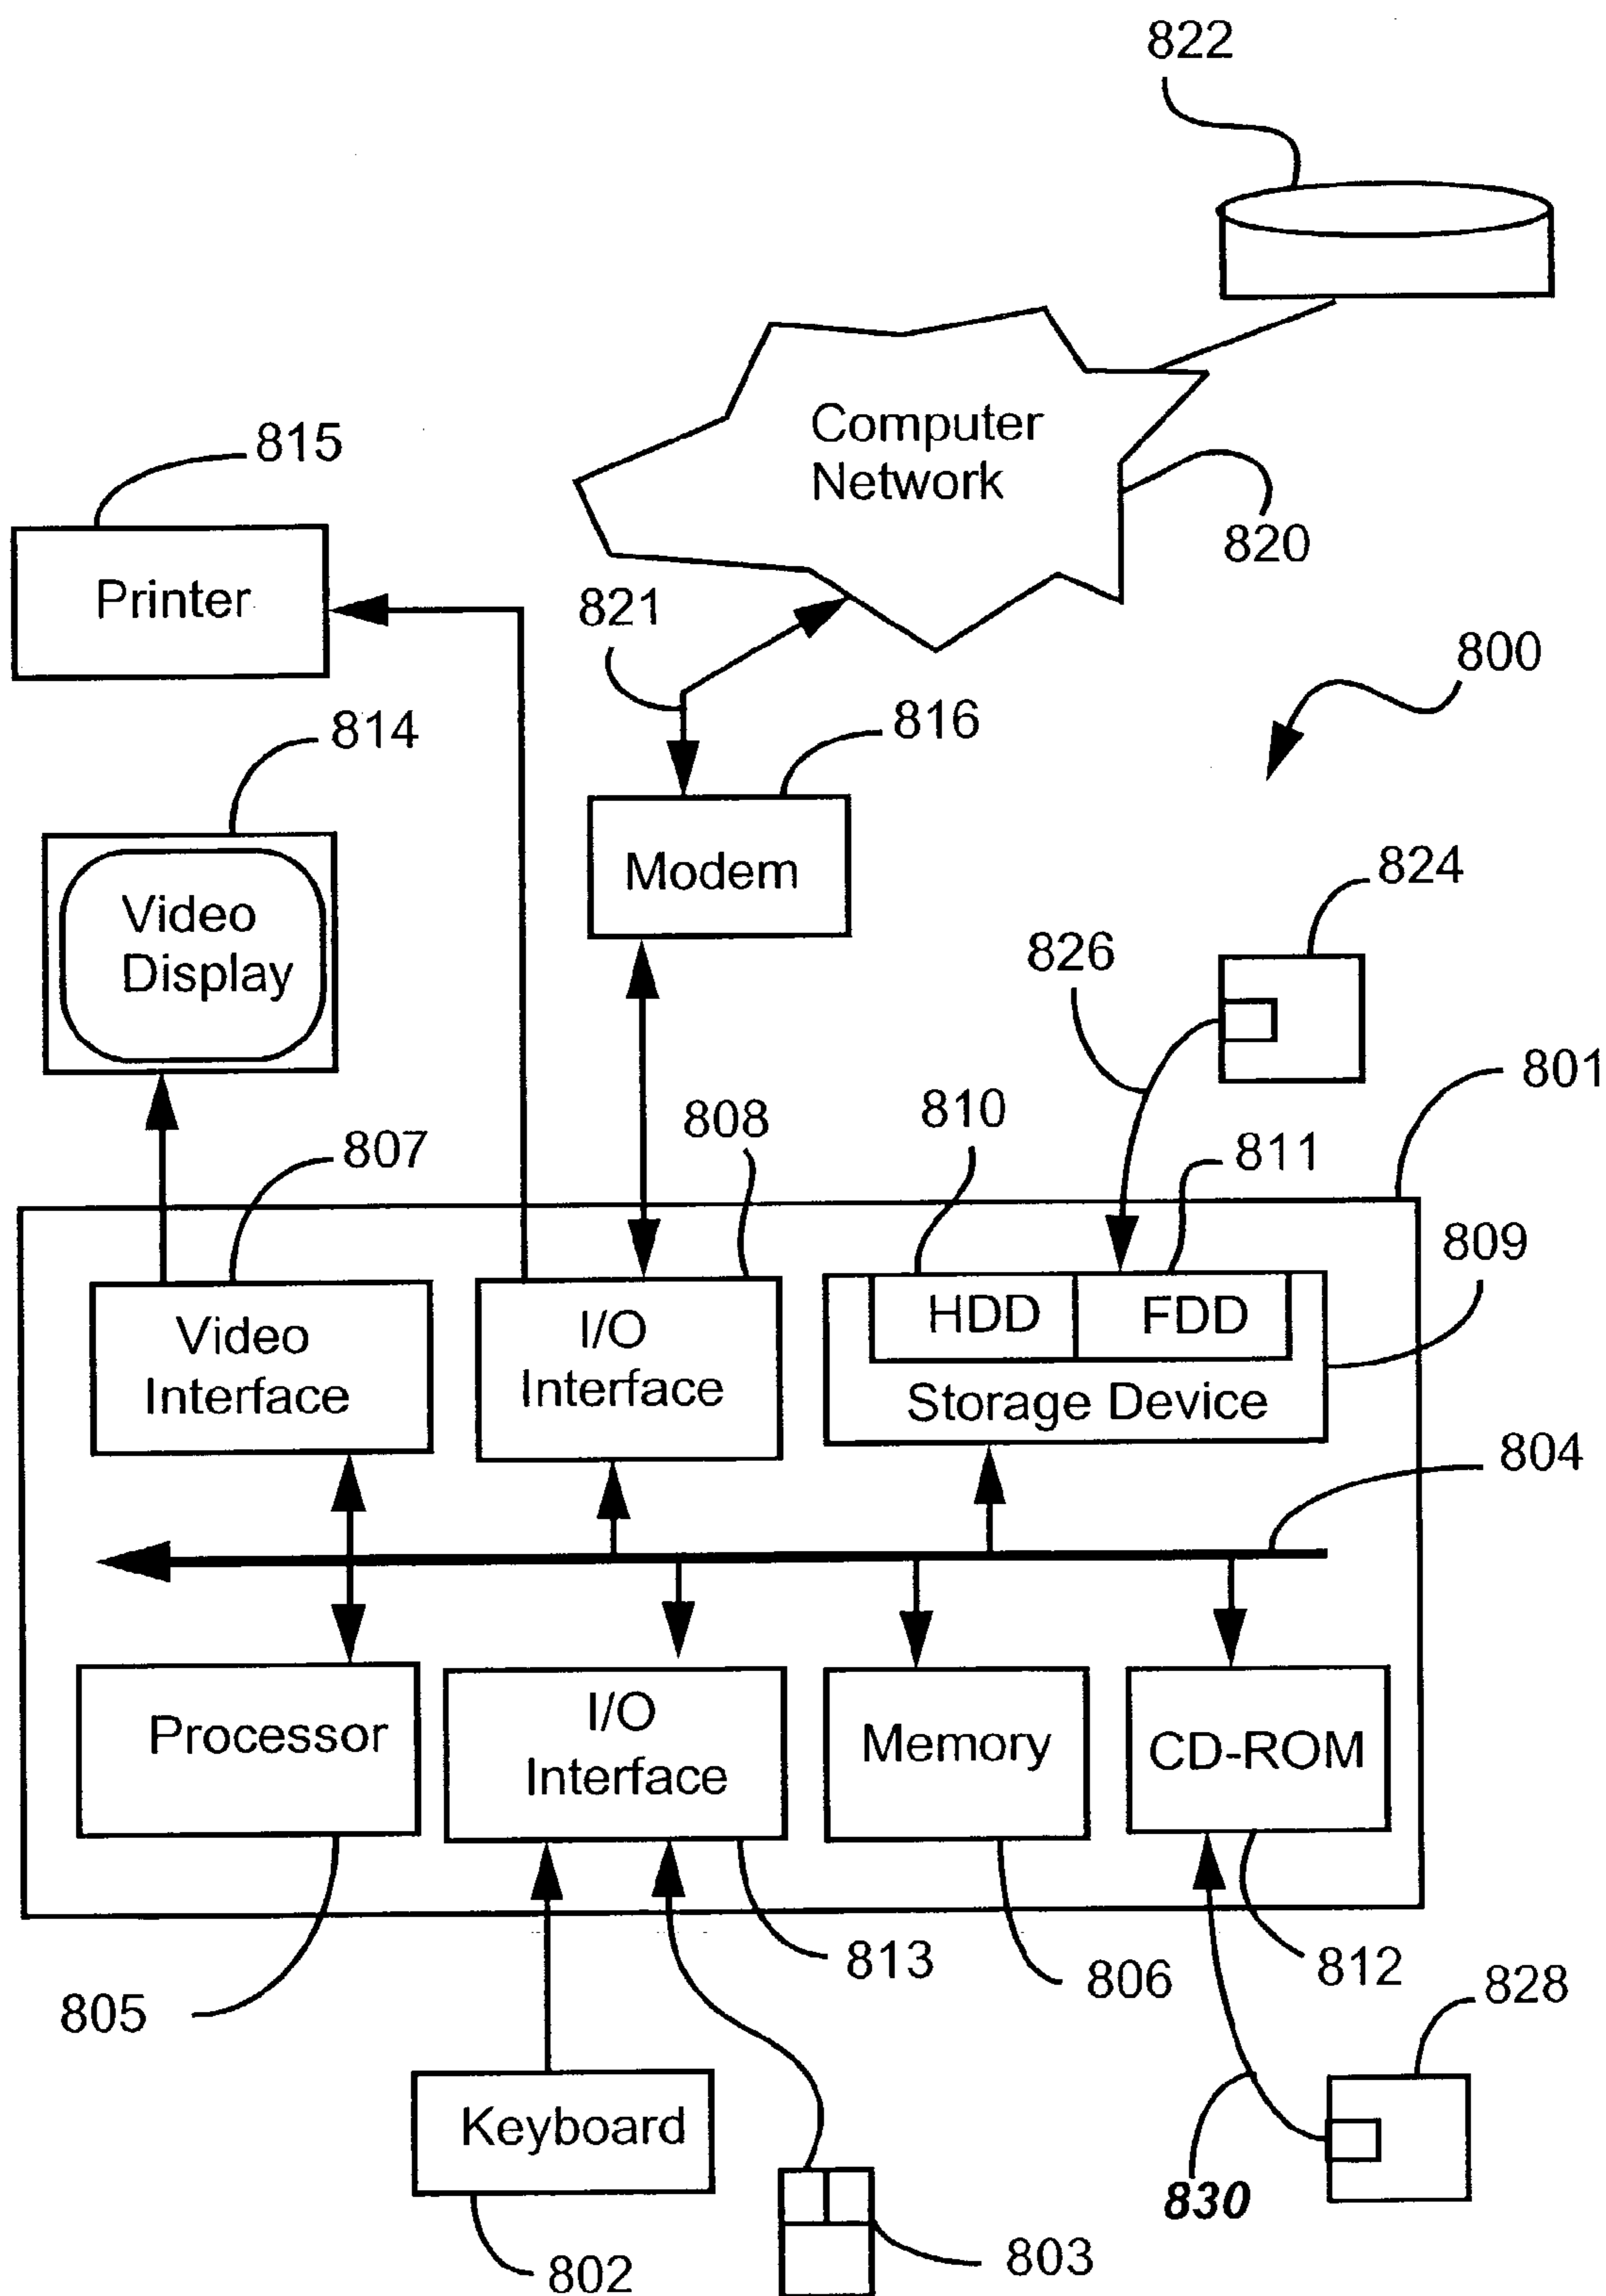 822
Computer
Network
815
820
Printer
821
800
816
814
Modem
824
Video
Display
826
801
810
808
811
807
809
HDD
FDD
I/O
Interface
Video
Interface
Storage Device
804
I/O
Interface
Processor
Memory
CD-ROM
813
812
806
828
805
Keyboard
830
803
802